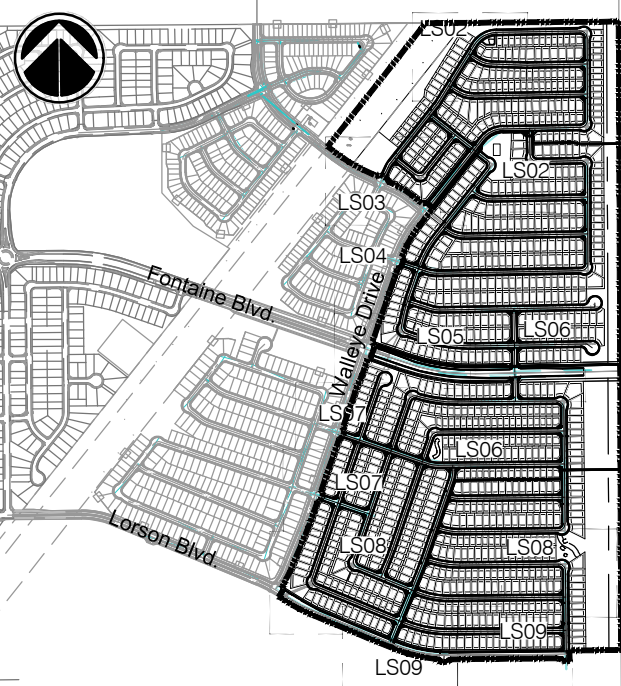 LS02
LS02
LS03
LS04
Fontaine Blvd.
Walleye Drive
LS05
LS06
LS07
LS06
LS07
LS08
LS08
Lorson Blvd.
LS09
LS09